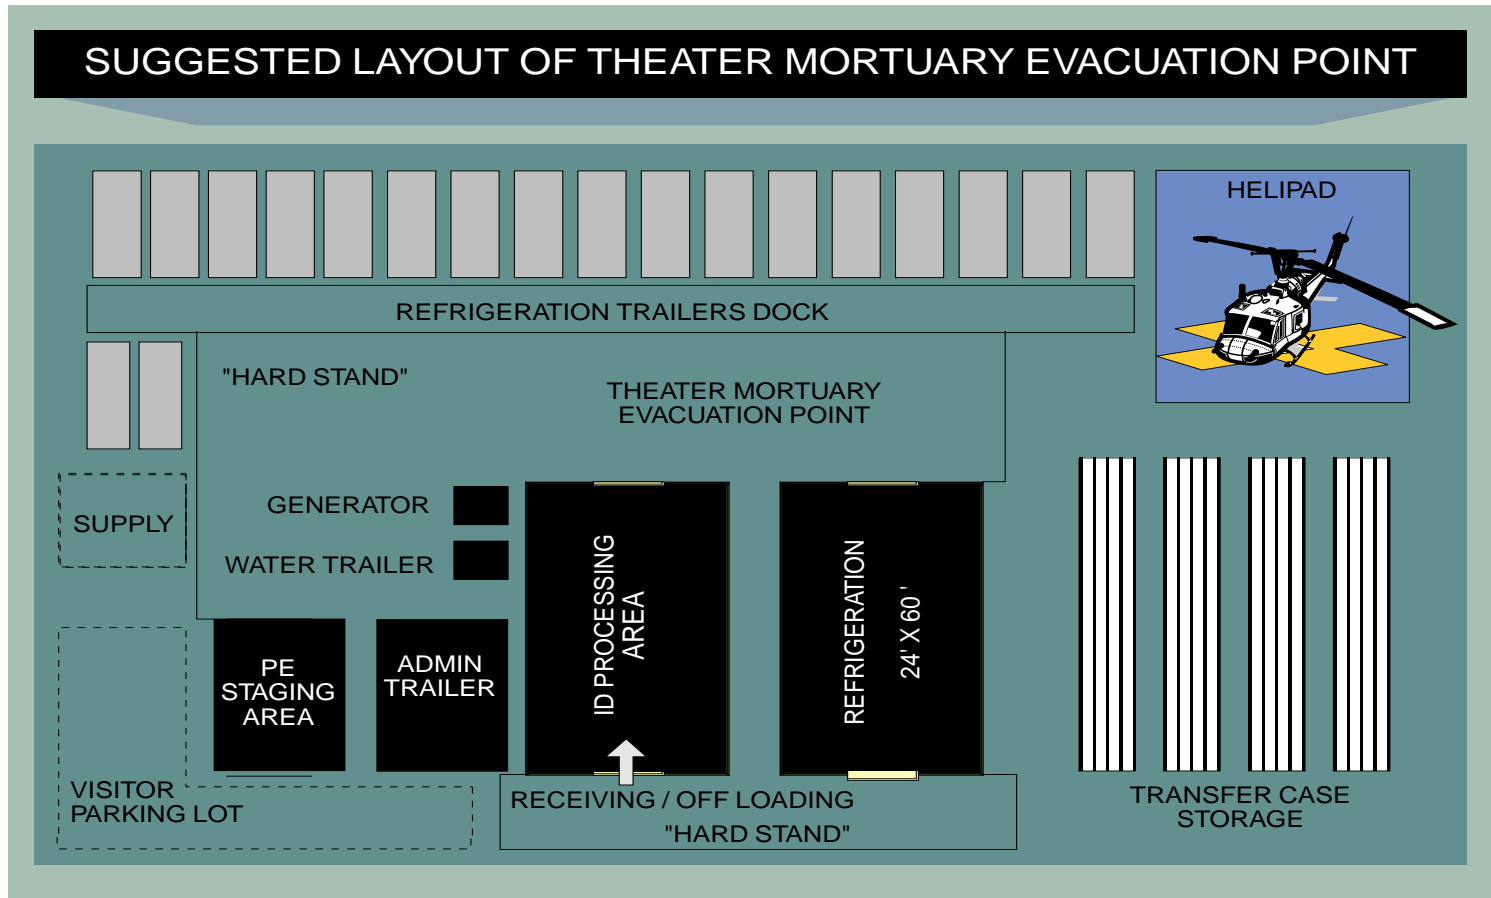 SUGGESTED LAYOUT OF THEATER MORTUARY EVACUATION POINT
HELIPAD
REFRIGERATION TRAILERS DOCK
"HARD STAND"
THEATER MORTUARY
EVACUATION POINT
GENERATOR
SUPPLY
WATER TRAILER
ID PROCESSING
AREA
REFRIGERATION
24' X 60 '
PE
STAGING
AREA
ADMIN
TRAILER
VISITOR
PARKING LOT
RECEIVING / OFF LOADING
"HARD STAND"
TRANSFER CASE
STORAGE